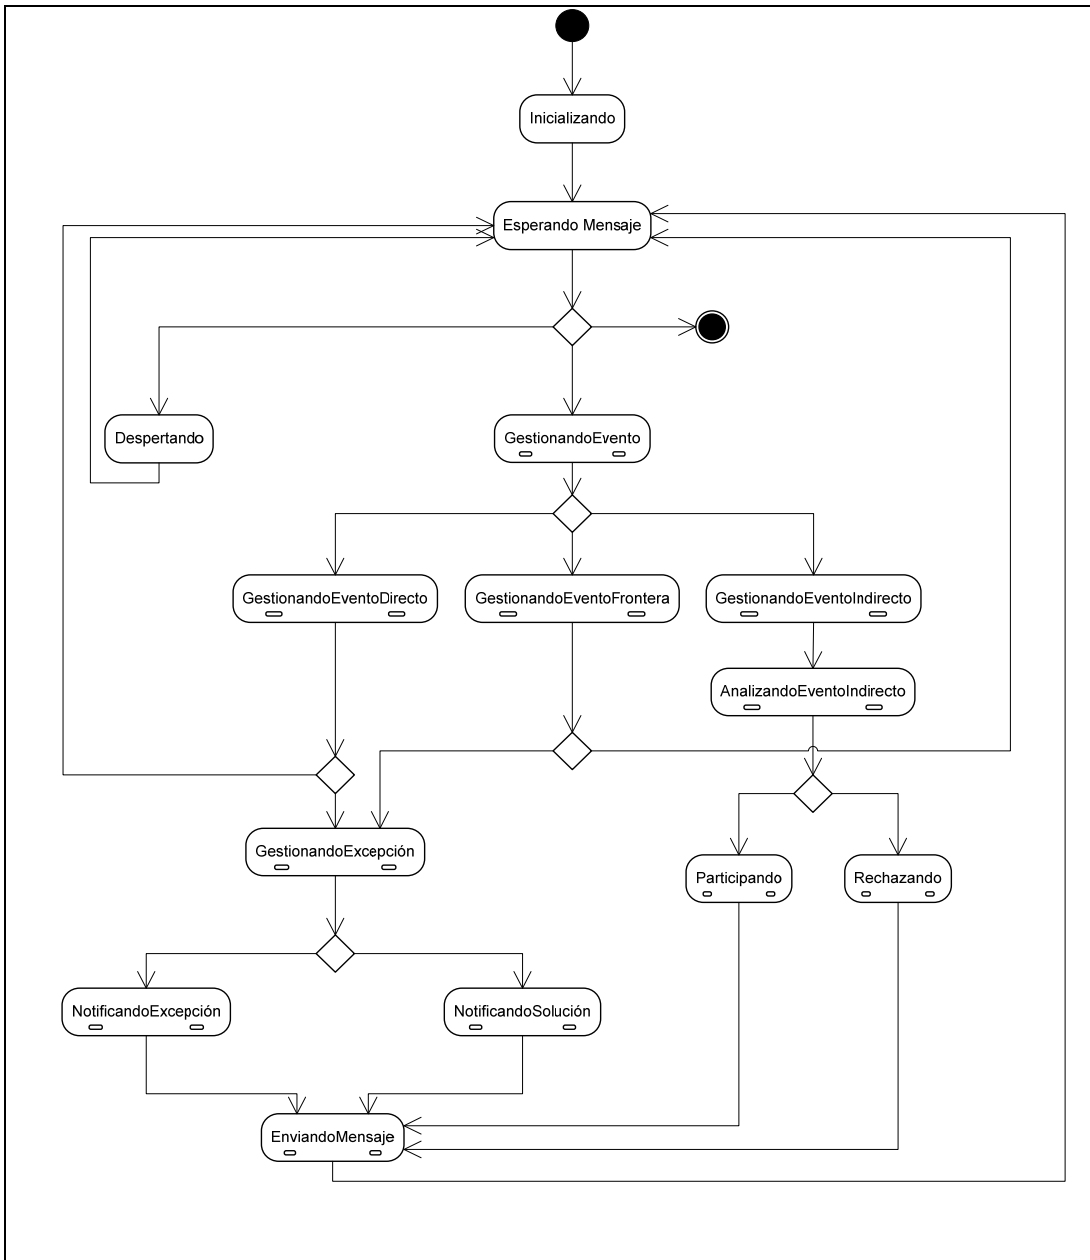 Inicializando
Esperando Mensaje
Despertando
GestionandoEvento
GestionandoEventoDirecto
GestionandoEventoFrontera
GestionandoEventoIndirecto
AnalizandoEventoIndirecto
GestionandoExcepción
Participando
Rechazando
NotificandoExcepción
NotificandoSolución
EnviandoMensaje